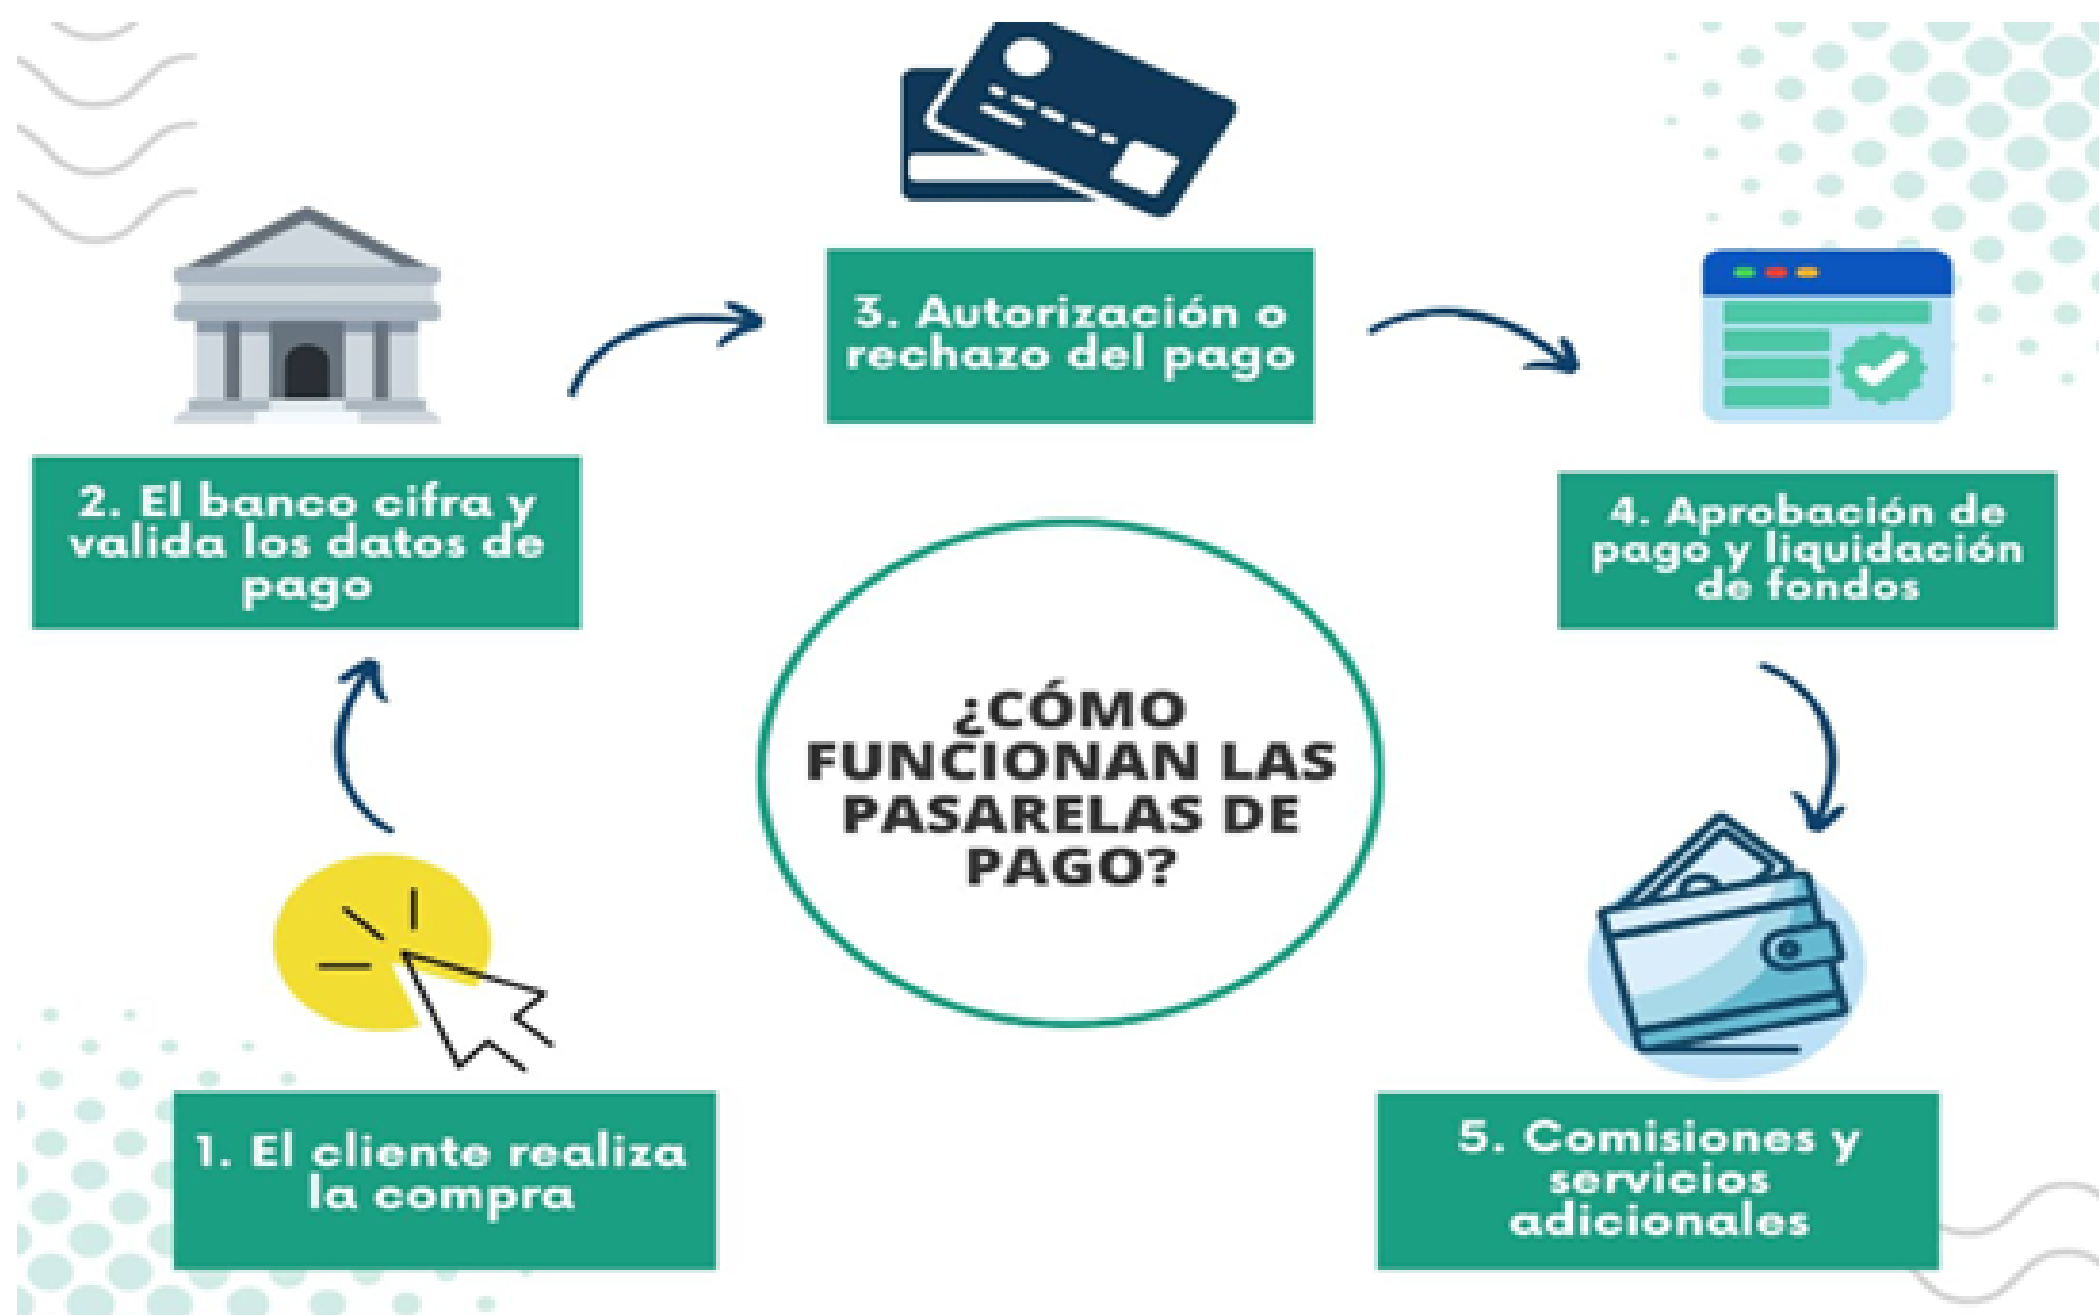 ¿CÓMO
FUNCIONAN LAS
PASARELAS DE
PAGO?
1. El cliente realiza
la compra
2. El banco cifra y
valida los datos de
pago
3. Autorización o
rechazo del pago
4. Aprobación de
pago y liquidación
de fondos
5. Comisiones y
servicios
adicionales